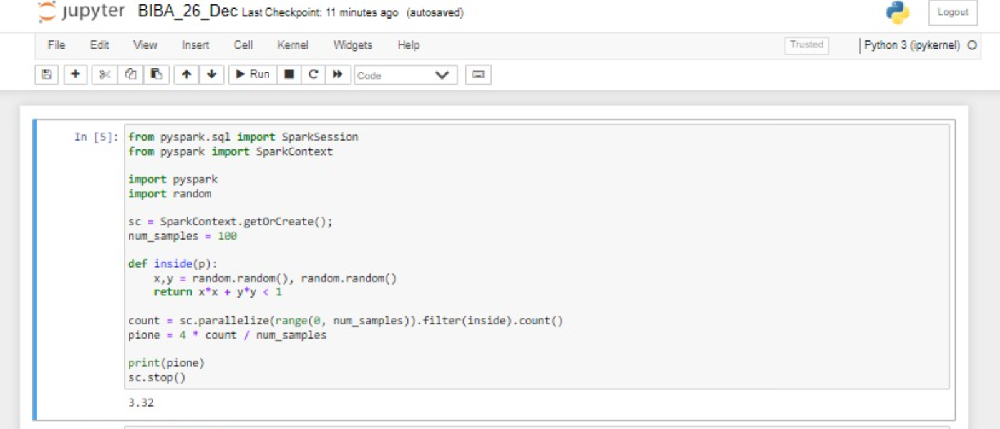 jupyter BIBA_26_Dec Last Checkpoint: 11 minutes ago (autosaved) Logout
File Edit View Insert Cell Kernel Widgets Help Trusted Python 3 (ipykernel)
Run Code
In [5]: from pyspark.sql import SparkSession
from pyspark import SparkContext
import pyspark
import random
sc = SparkContext.getOrCreate();
num_samples = 100
def inside(p):
    x,y = random.random(), random.random()
    return x*x + y*y < 1
count = sc.parallelize(range(0, num_samples)).filter(inside).count()
pione = 4 * count / num_samples
print(pione)
sc.stop()
3.32